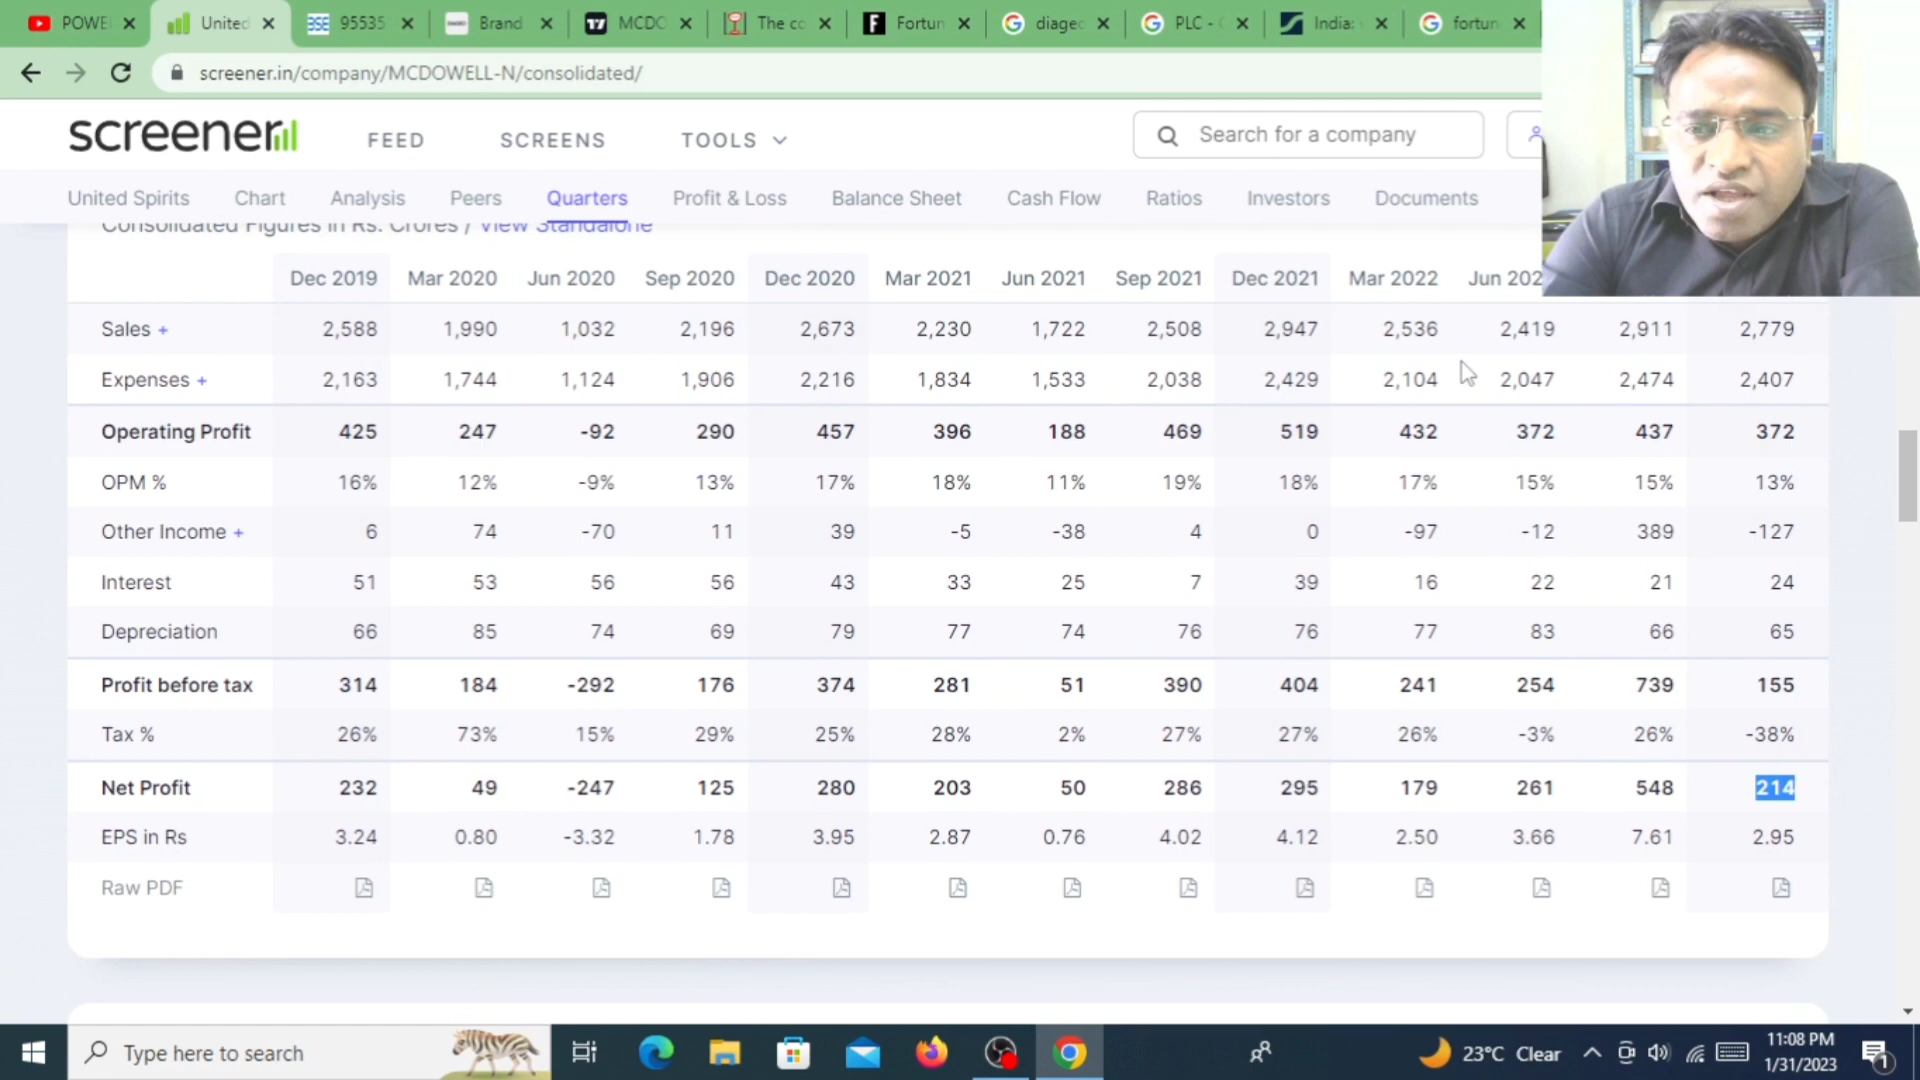 POWE
United
BSE 95535
Brand
MCDO
The co
F Fortun
diageo
PLC - G
India:
fortun
screener.in/company/MCDOWELL-N/consolidated/
screener
FEED SCREENS TOOLS
Search for a company
United Spirits Chart Analysis Peers Quarters Profit & Loss Balance Sheet Cash Flow Ratios Investors Documents
Consolidated Figures in Rs. Crores / View Standalone
Dec 2019 Mar 2020 Jun 2020 Sep 2020 Dec 2020 Mar 2021 Jun 2021 Sep 2021 Dec 2021 Mar 2022 Jun 202
Sales + 2,588 1,990 1,032 2,196 2,673 2,230 1,722 2,508 2,947 2,536 2,419 2,911 2,779
Expenses + 2,163 1,744 1,124 1,906 2,216 1,834 1,533 2,038 2,429 2,104 2,047 2,474 2,407
Operating Profit 425 247 -92 290 457 396 188 469 519 432 372 437 372
OPM % 16% 12% -9% 13% 17% 18% 11% 19% 18% 17% 15% 15% 13%
Other Income + 6 74 -70 11 39 -5 -38 4 0 -97 -12 389 -127
Interest 51 53 56 56 43 33 25 7 39 16 22 21 24
Depreciation 66 85 74 69 79 77 74 76 76 77 83 66 65
Profit before tax 314 184 -292 176 374 281 51 390 404 241 254 739 155
Tax % 26% 73% 15% 29% 25% 28% 2% 27% 27% 26% -3% 26% -38%
Net Profit 232 49 -247 125 280 203 50 286 295 179 261 548 214
EPS in Rs 3.24 0.80 -3.32 1.78 3.95 2.87 0.76 4.02 4.12 2.50 3.66 7.61 2.95
Raw PDF
Type here to search
23°C Clear
11:08 PM
1/31/2023
1